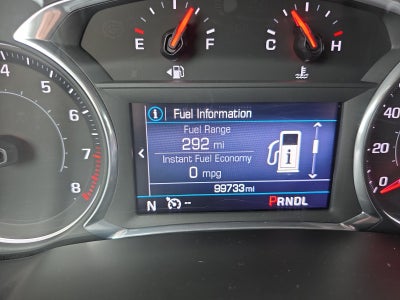 E F C H
Fuel Information
Fuel Range
292 mi
Instant Fuel Economy
0 mpg
99733mi
N -- PRNDL
4
5
6
7
8
40
20
0